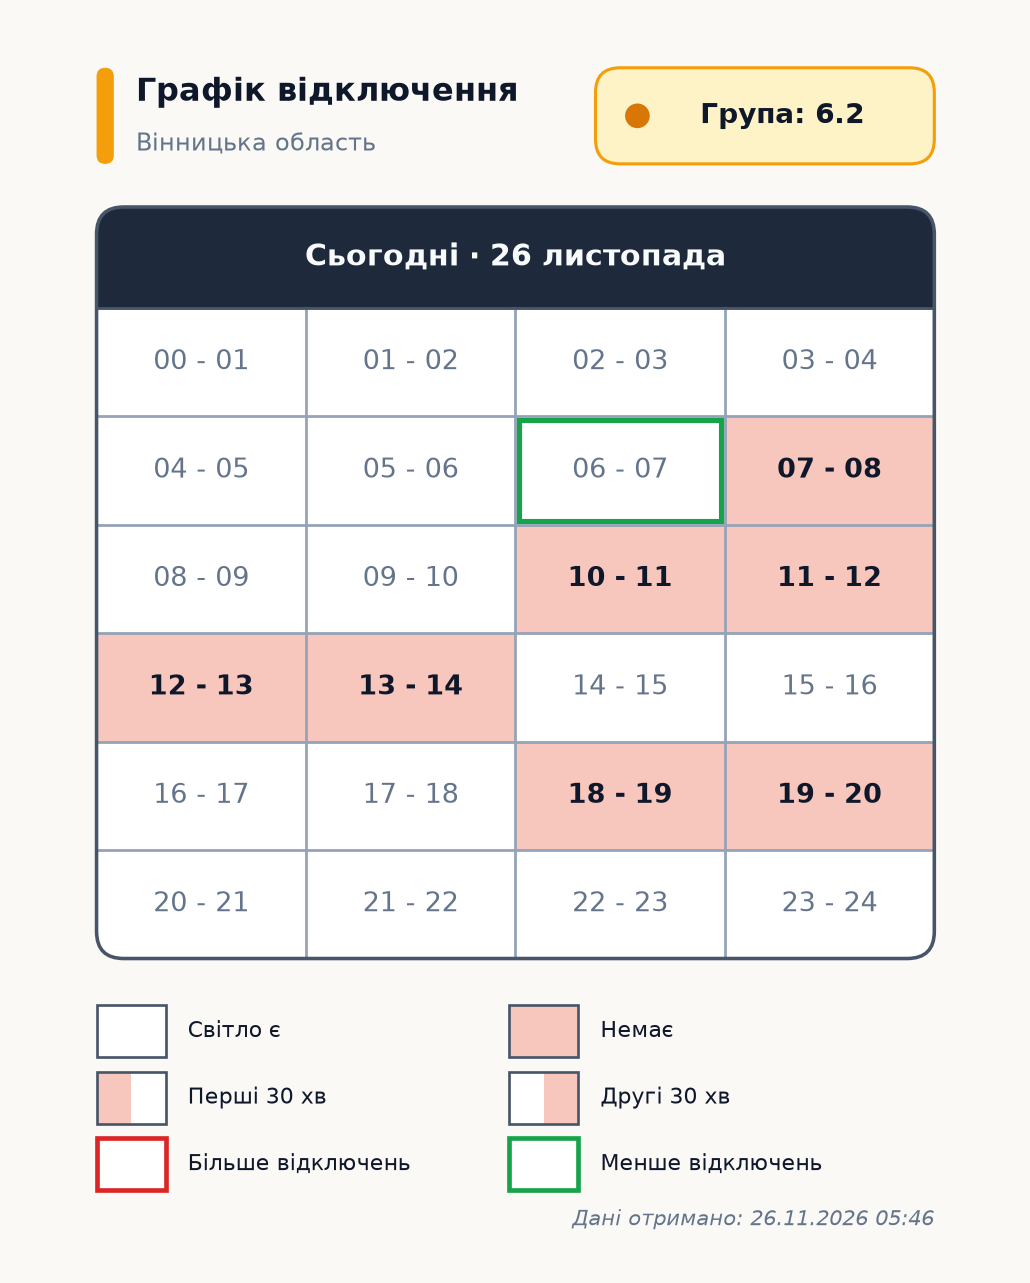 Графік відключення
Вінницька область
Група: 6.2
Сьогодні · 26 листопада
00 - 01 01 - 02 02 - 03 03 - 04
04 - 05 05 - 06 06 - 07 07 - 08
08 - 09 09 - 10 10 - 11 11 - 12
12 - 13 13 - 14 14 - 15 15 - 16
16 - 17 17 - 18 18 - 19 19 - 20
20 - 21 21 - 22 22 - 23 23 - 24
Світло є Немає
Перші 30 хв Другі 30 хв
Більше відключень Менше відключень
Дані отримано: 26.11.2026 05:46